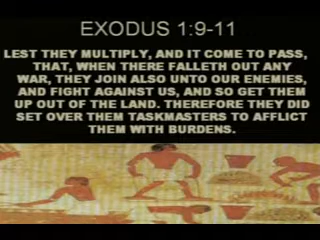 EXODUS 1:9-11
LEST THEY MULTIPLY, AND IT COME TO PASS,
THAT, WHEN THERE FALLETH OUT ANY
WAR, THEY JOIN ALSO UNTO OUR ENEMIES,
AND FIGHT AGAINST US, AND SO GET THEM
UP OUT OF THE LAND. THEREFORE THEY DID
SET OVER THEM TASKMASTERS TO AFFLICT
THEM WITH BURDENS.